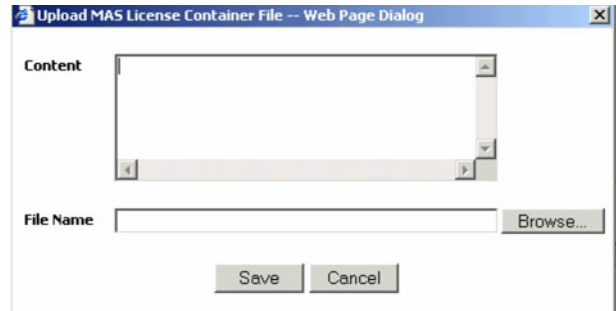 Upload MAS License Container File -- Web Page Dialog
Content
File Name
Browse...
Save
Cancel